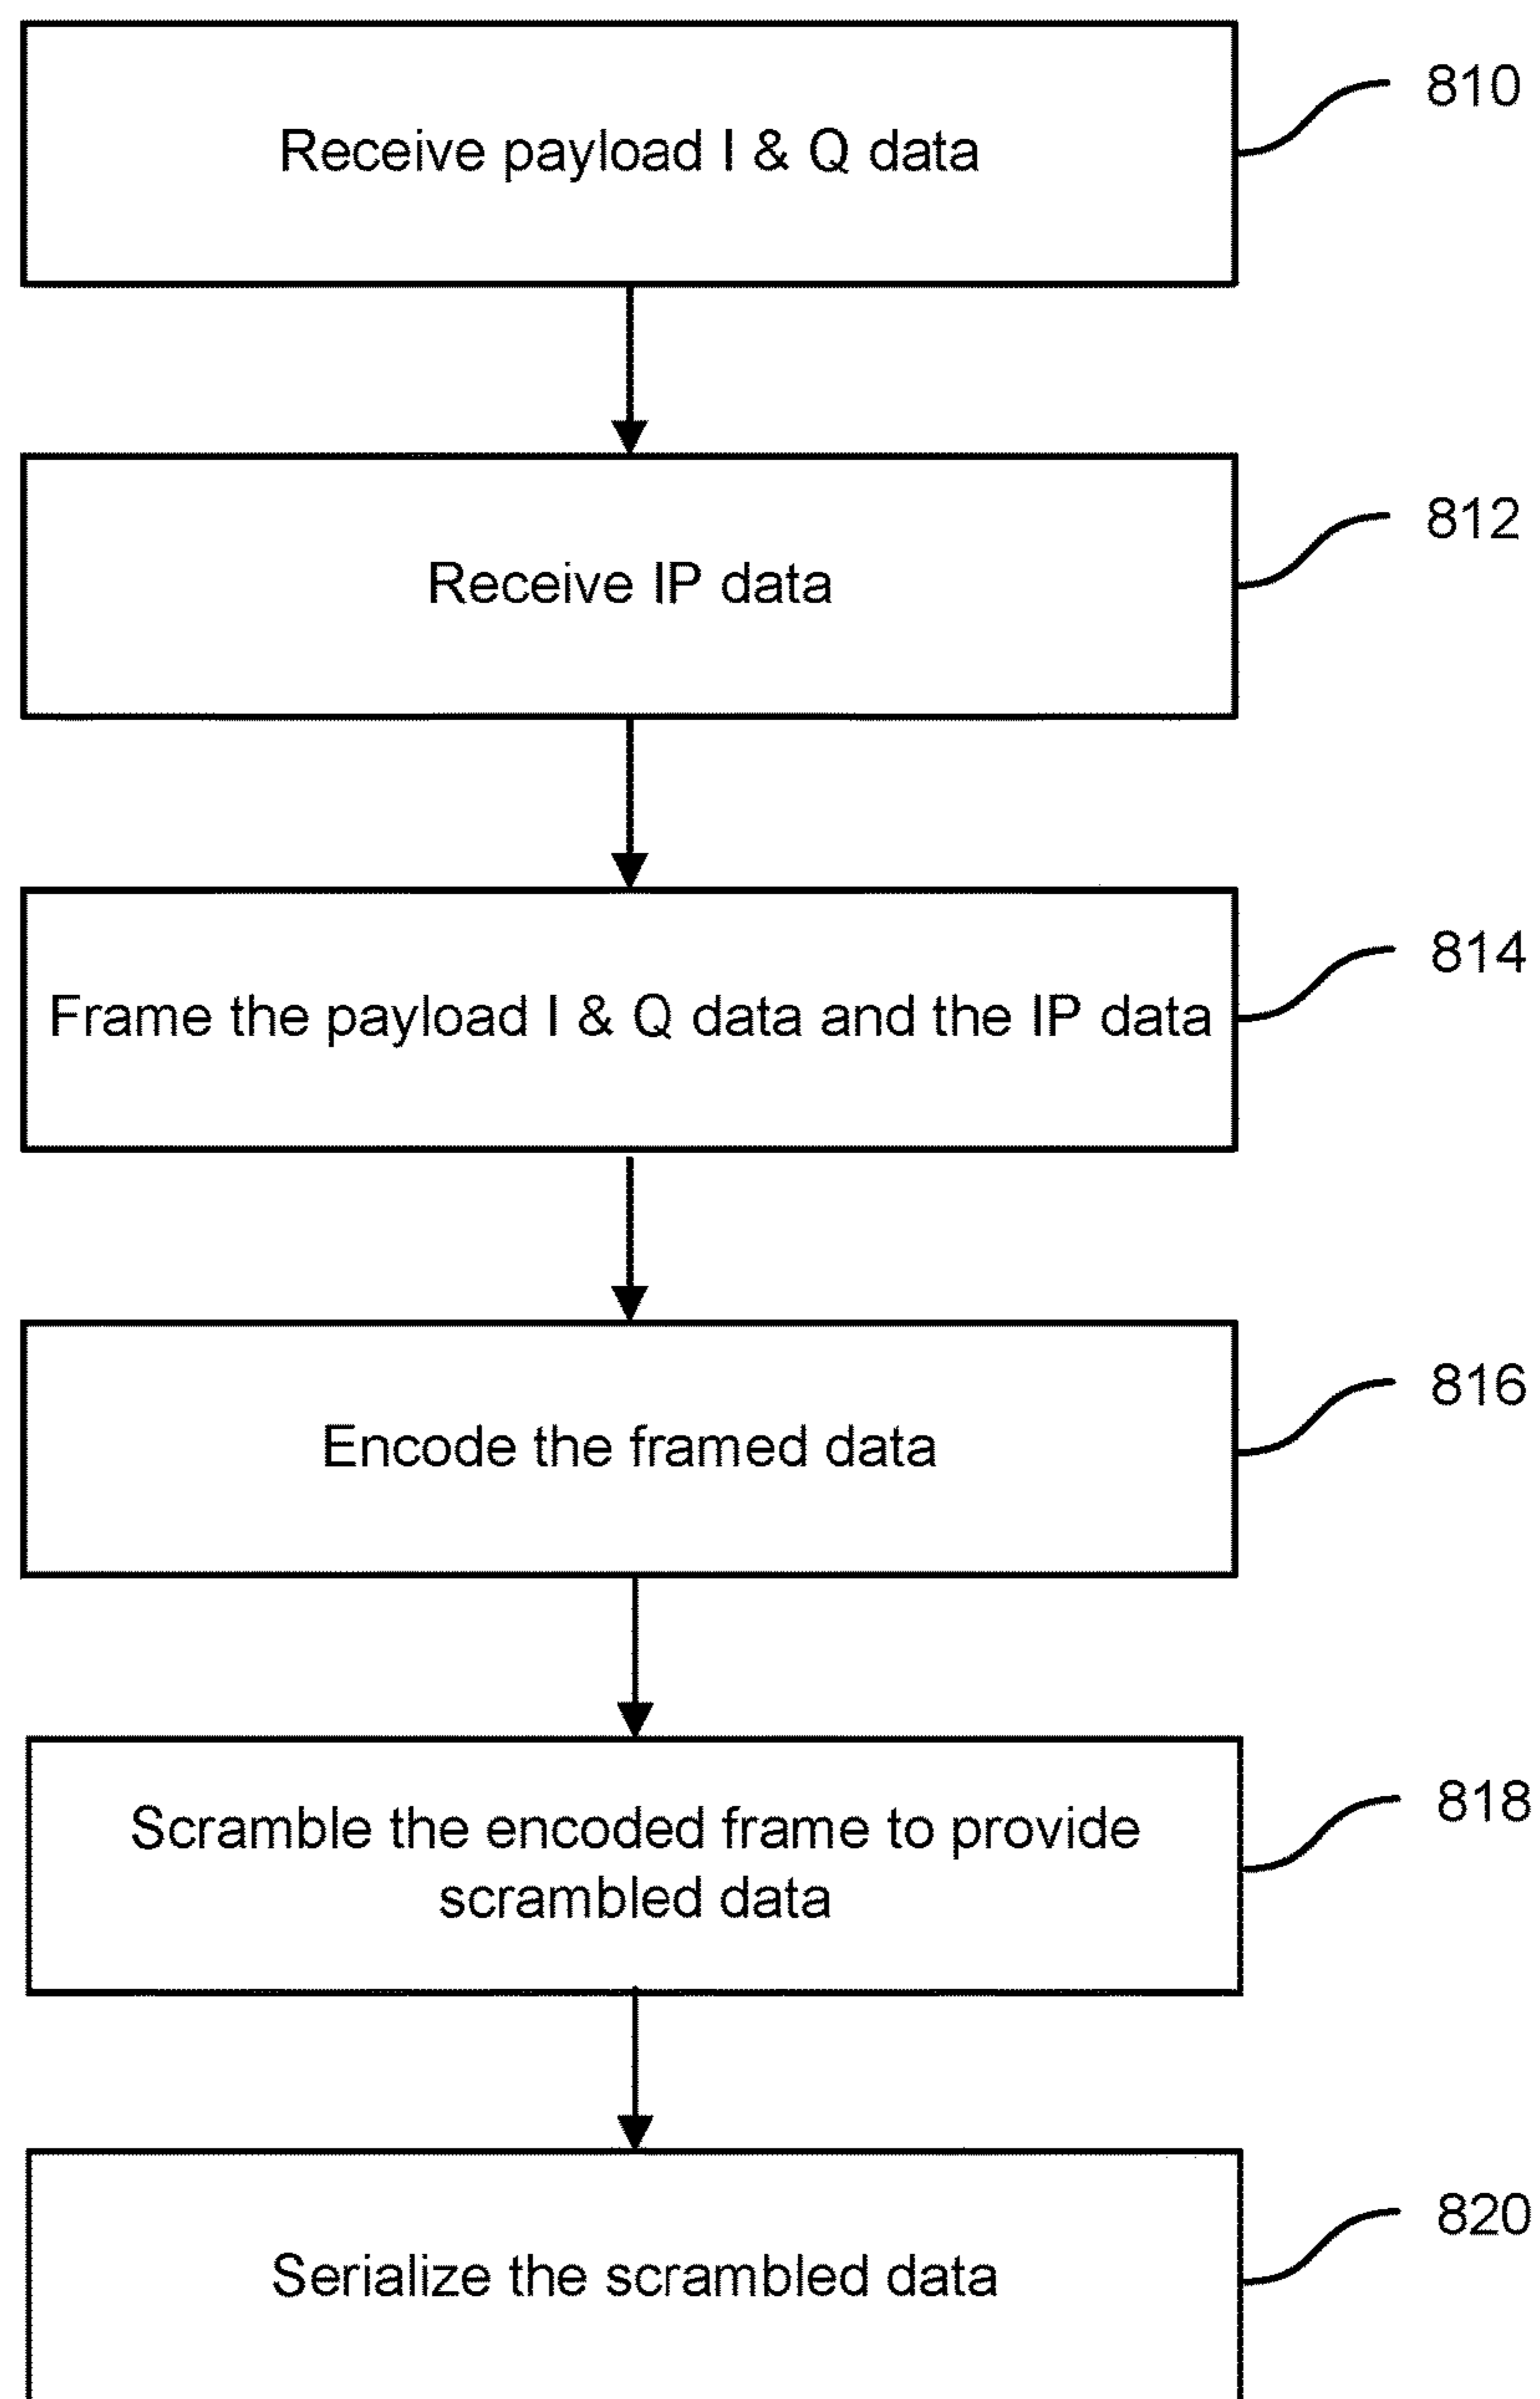 Receive payload I & Q data
810
Receive IP data
812
Frame the payload I & Q data and the IP data
814
Encode the framed data
816
Scramble the encoded frame to provide
scrambled data
818
Serialize the scrambled data
820